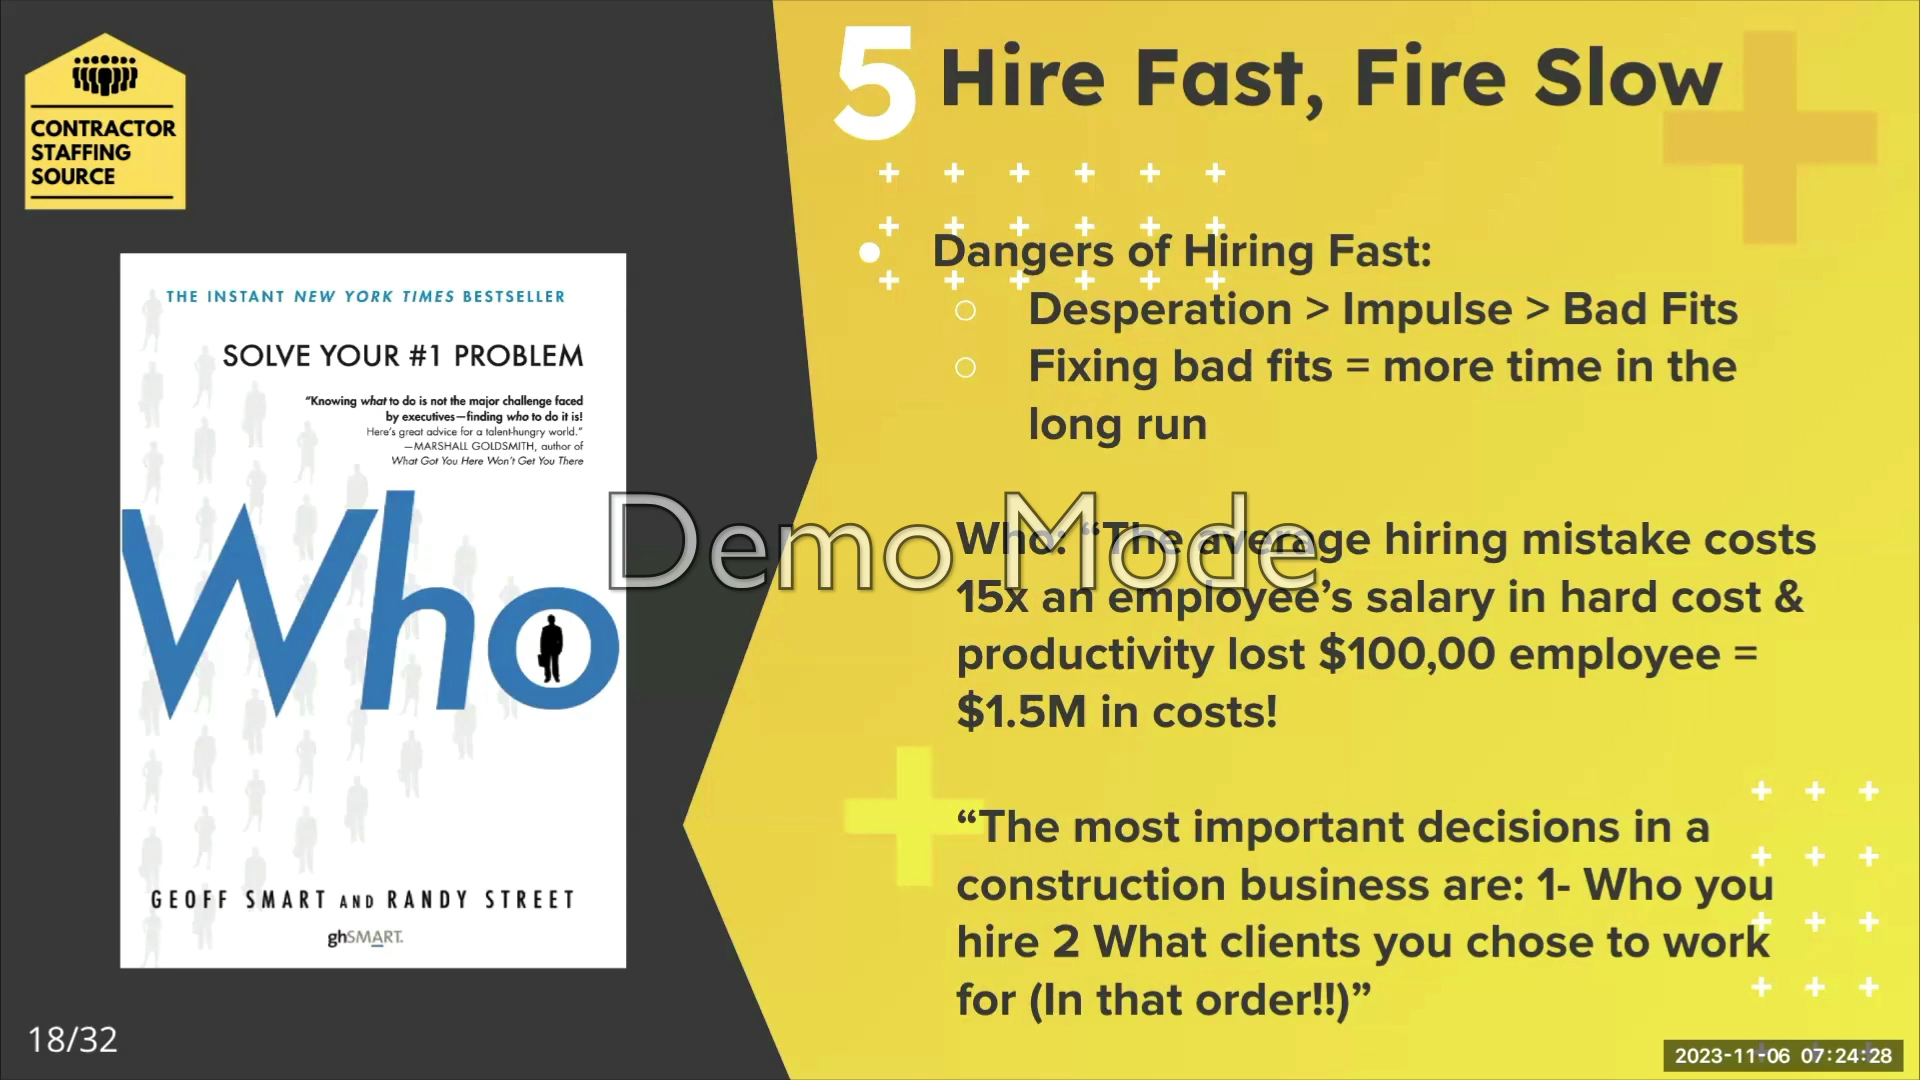 CONTRACTOR
STAFFING
SOURCE
THE INSTANT NEW YORK TIMES BESTSELLER
SOLVE YOUR #1 PROBLEM
"Knowing what to do is not the major challenge faced
by executives—finding who to do it is!
Here's great advice for a talent-hungry world."
—MARSHALL GOLDSMITH, author of
What Got You Here Won't Get You There
Who
GEOFF SMART AND RANDY STREET
ghSMART.
18/32
5 Hire Fast, Fire Slow
Dangers of Hiring Fast:
Desperation > Impulse > Bad Fits
Fixing bad fits = more time in the
long run
Demo Mode
Who: “The average hiring mistake costs
15x an employee’s salary in hard cost &
productivity lost $100,00 employee =
$1.5M in costs!
“The most important decisions in a
construction business are: 1- Who you
hire 2 What clients you chose to work
for (In that order!!)”
2023-11-06 07:24:28